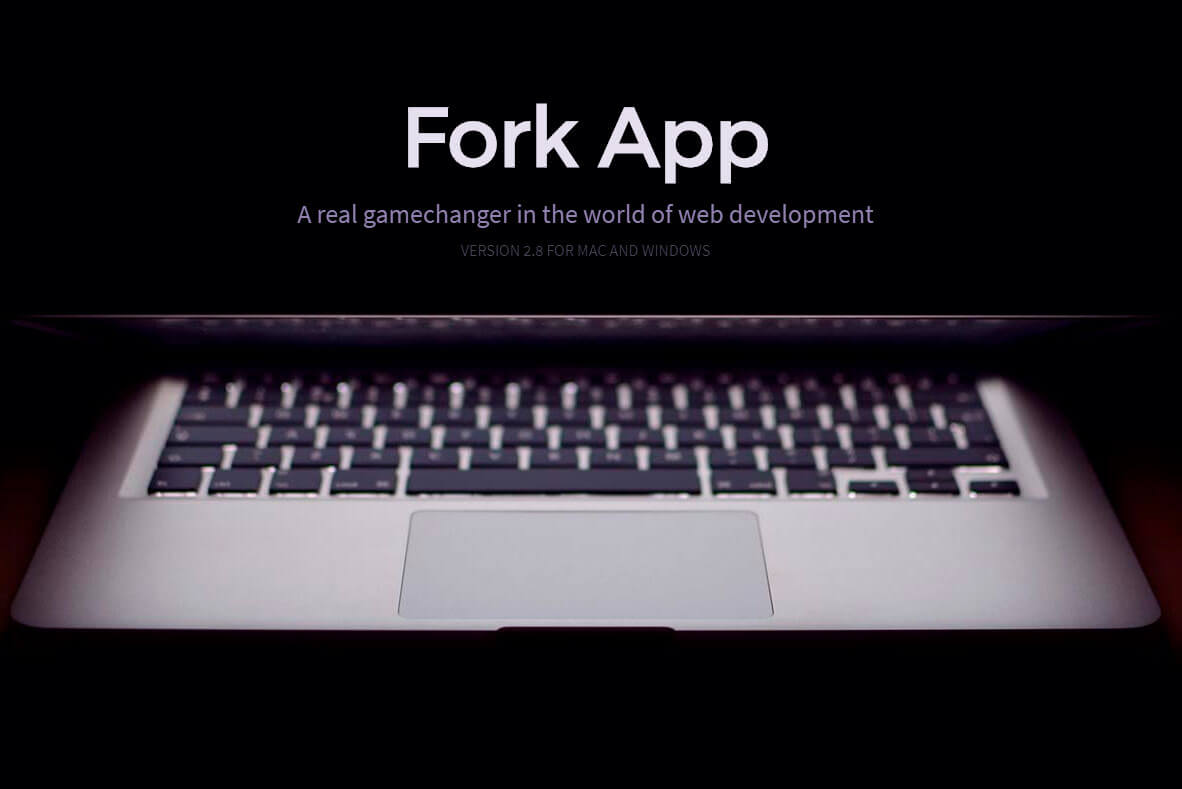 Fork App
A real gamechanger in the world of web development
VERSION 2.8 FOR MAC AND WINDOWS